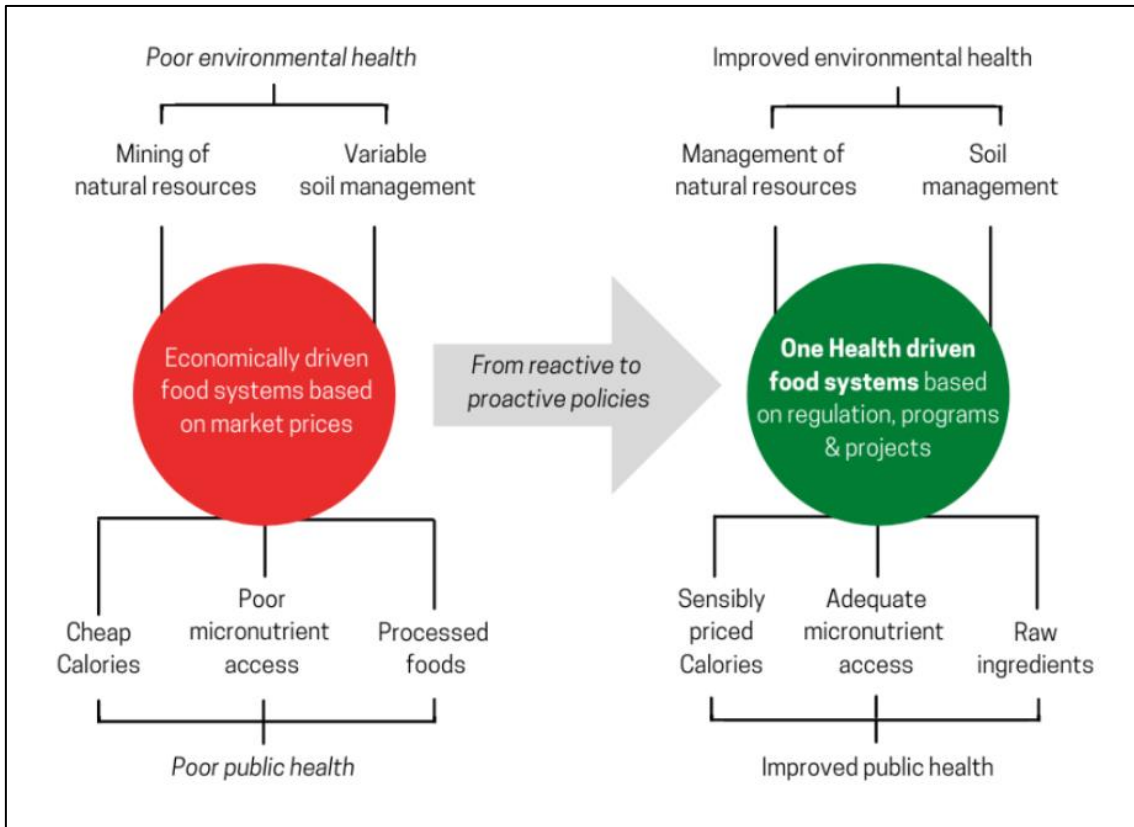 Poor environmental health
Mining of
natural resources
Variable
soil management
Economically driven
food systems based
on market prices
Cheap
Calories
Poor
micronutrient
access
Processed
foods
Poor public health
From reactive to
proactive policies
Improved environmental health
Management of
natural resources
Soil
management
One Health driven
food systems based
on regulation, programs
& projects
Sensibly
priced
Calories
Adequate
micronutrient
access
Raw
ingredients
Improved public health